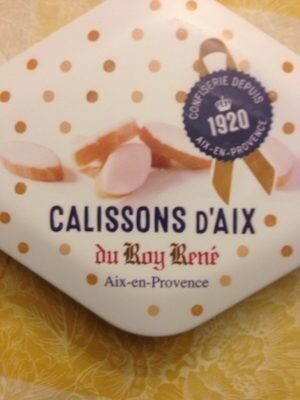 CONFISERIE DEPUIS
1920
AIX-EN-PROVENCE
CALISSONS D'AIX
du Roy René
Aix-en-Provence